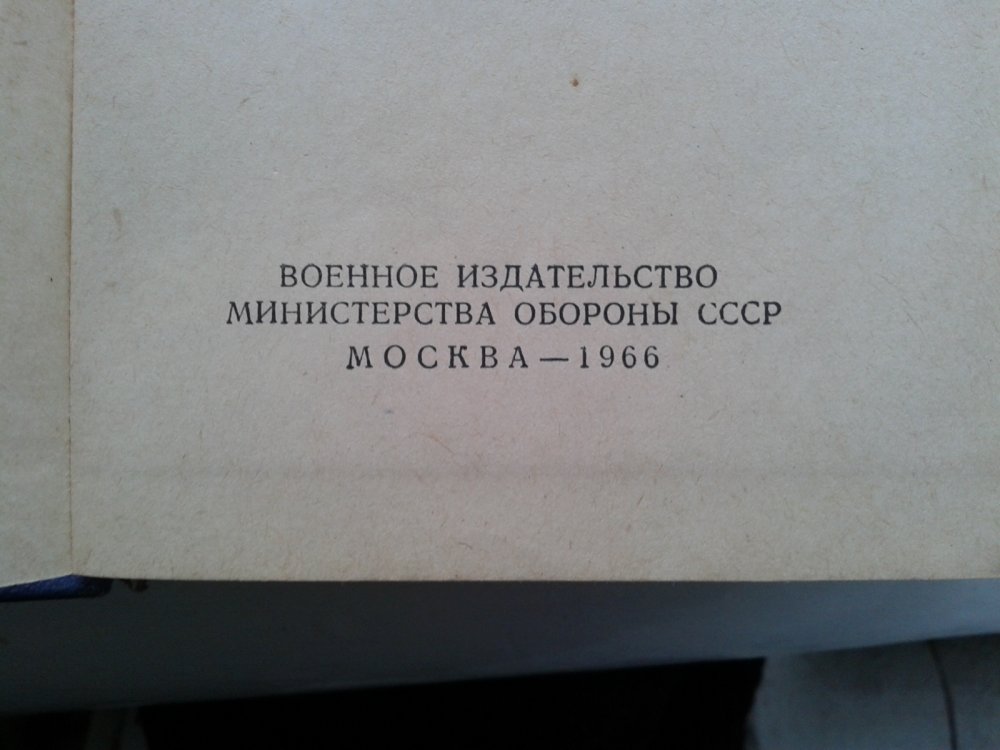 ВОЕННОЕ ИЗДАТЕЛЬСТВО
МИНИСТЕРСТВА ОБОРОНЫ СССР
МОСКВА — 1966